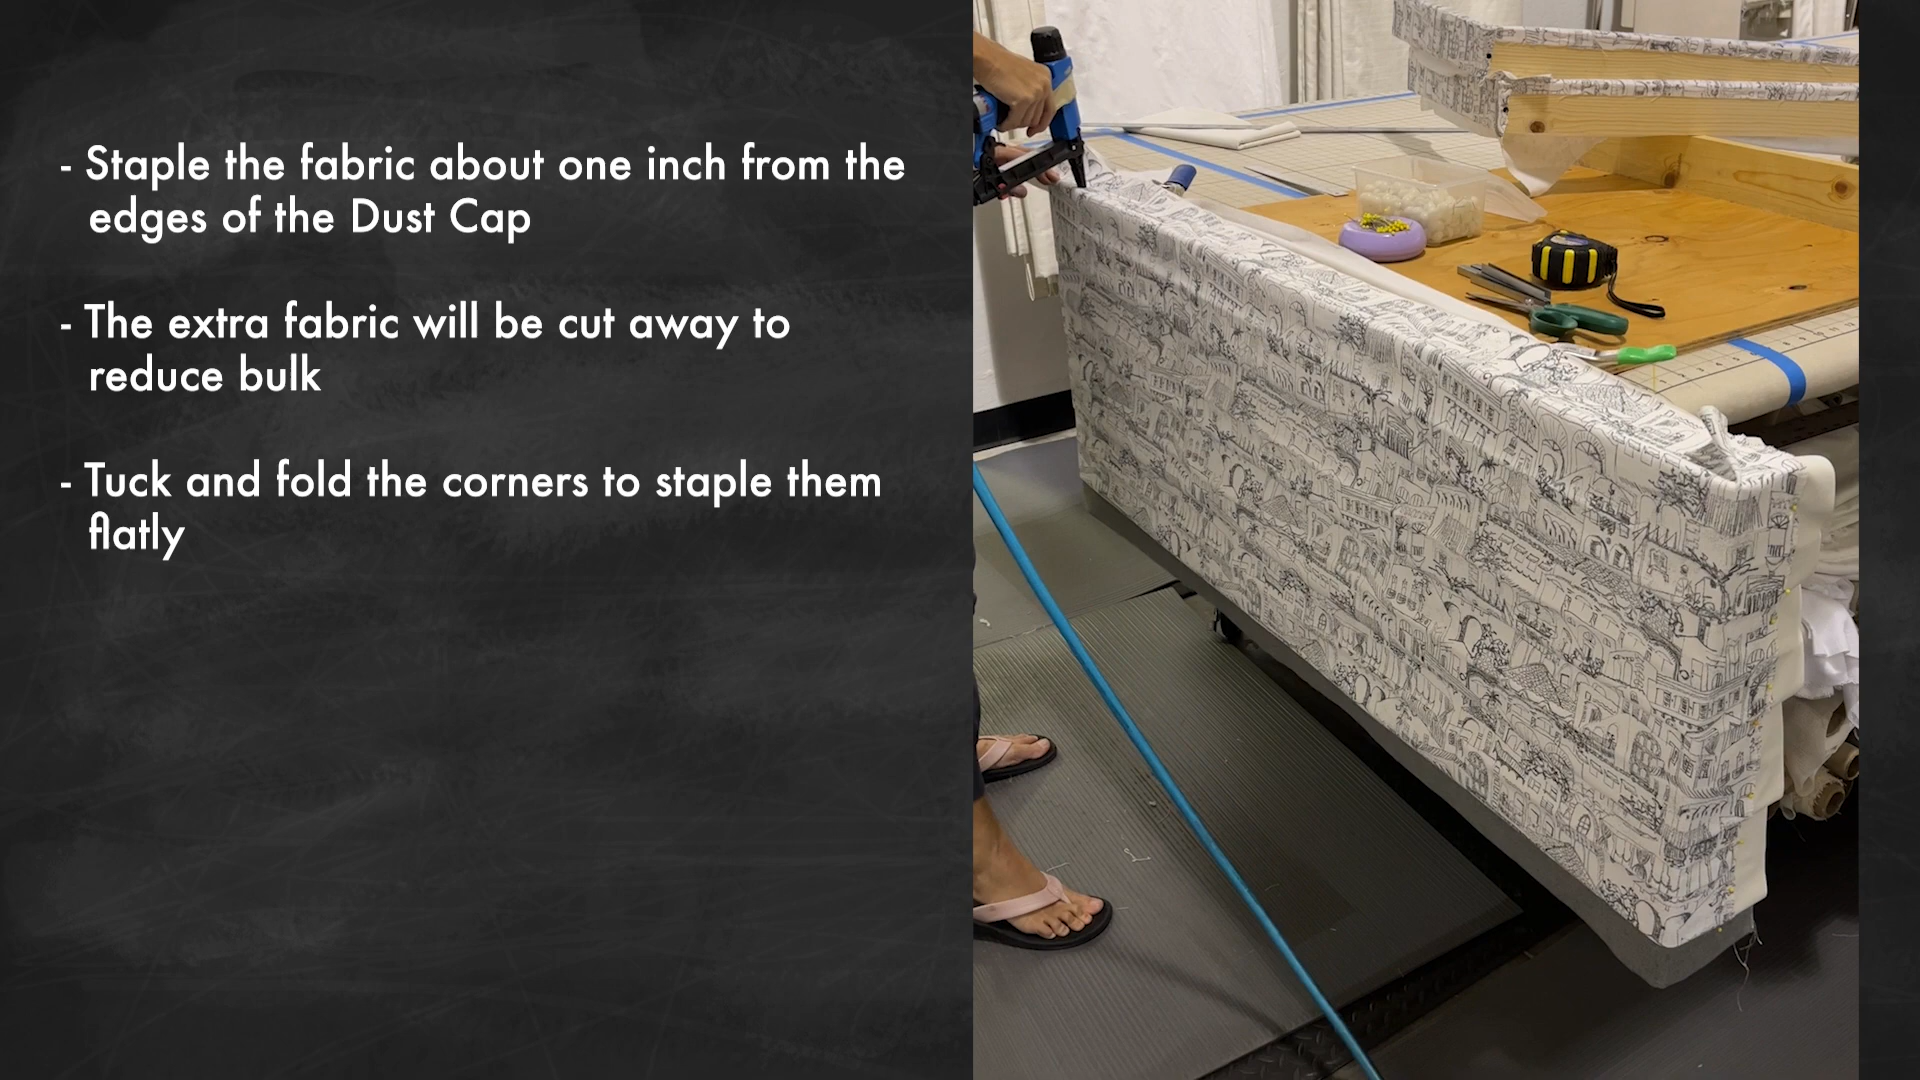 - Staple the fabric about one inch from the
edges of the Dust Cap
- The extra fabric will be cut away to
reduce bulk
- Tuck and fold the corners to staple them
flatly